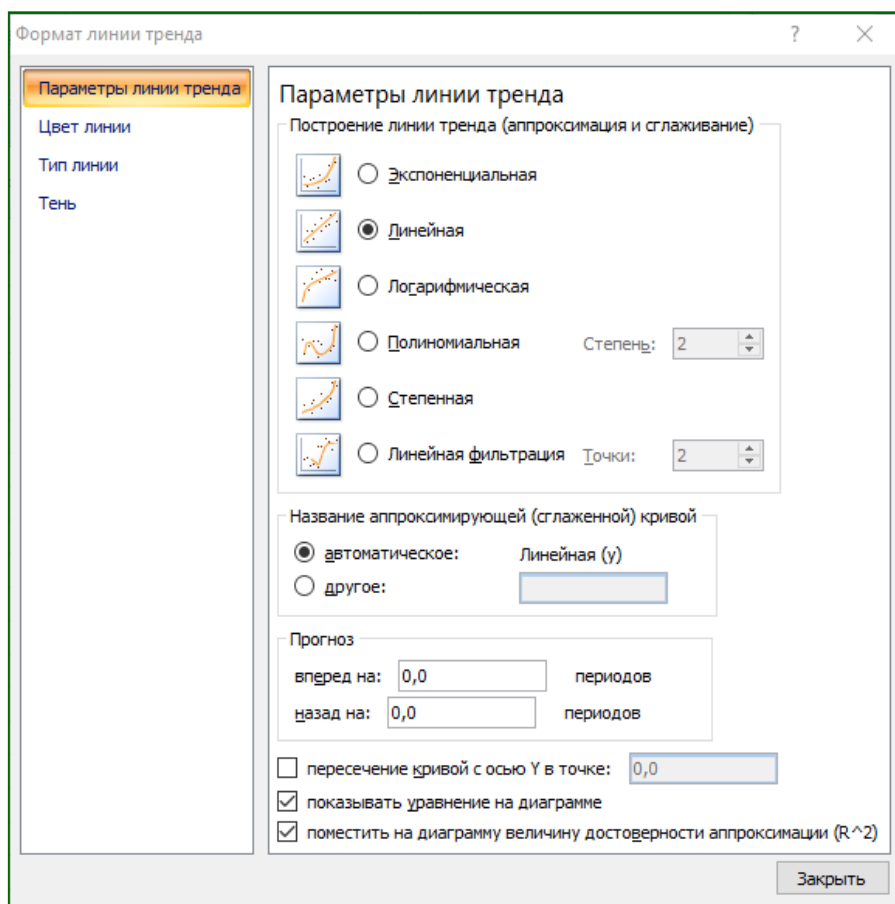 Формат линии тренда ?
Параметры линии тренда
Цвет линии
Тип линии
Тень
Параметры линии тренда
Построение линии тренда (аппроксимация и сглаживание)
Экспоненциальная
Линейная
Логарифмическая
Полиномиальная Степень: 2
Степенная
Линейная фильтрация Точки: 2
Название аппроксимирующей (сглаженной) кривой
автоматическое: Линейная (y)
другое:
Прогноз
вперед на: 0,0 периодов
назад на: 0,0 периодов
пересечение кривой с осью Y в точке: 0,0
показывать уравнение на диаграмме
поместить на диаграмму величину достоверности аппроксимации (R^2)
Закрыть